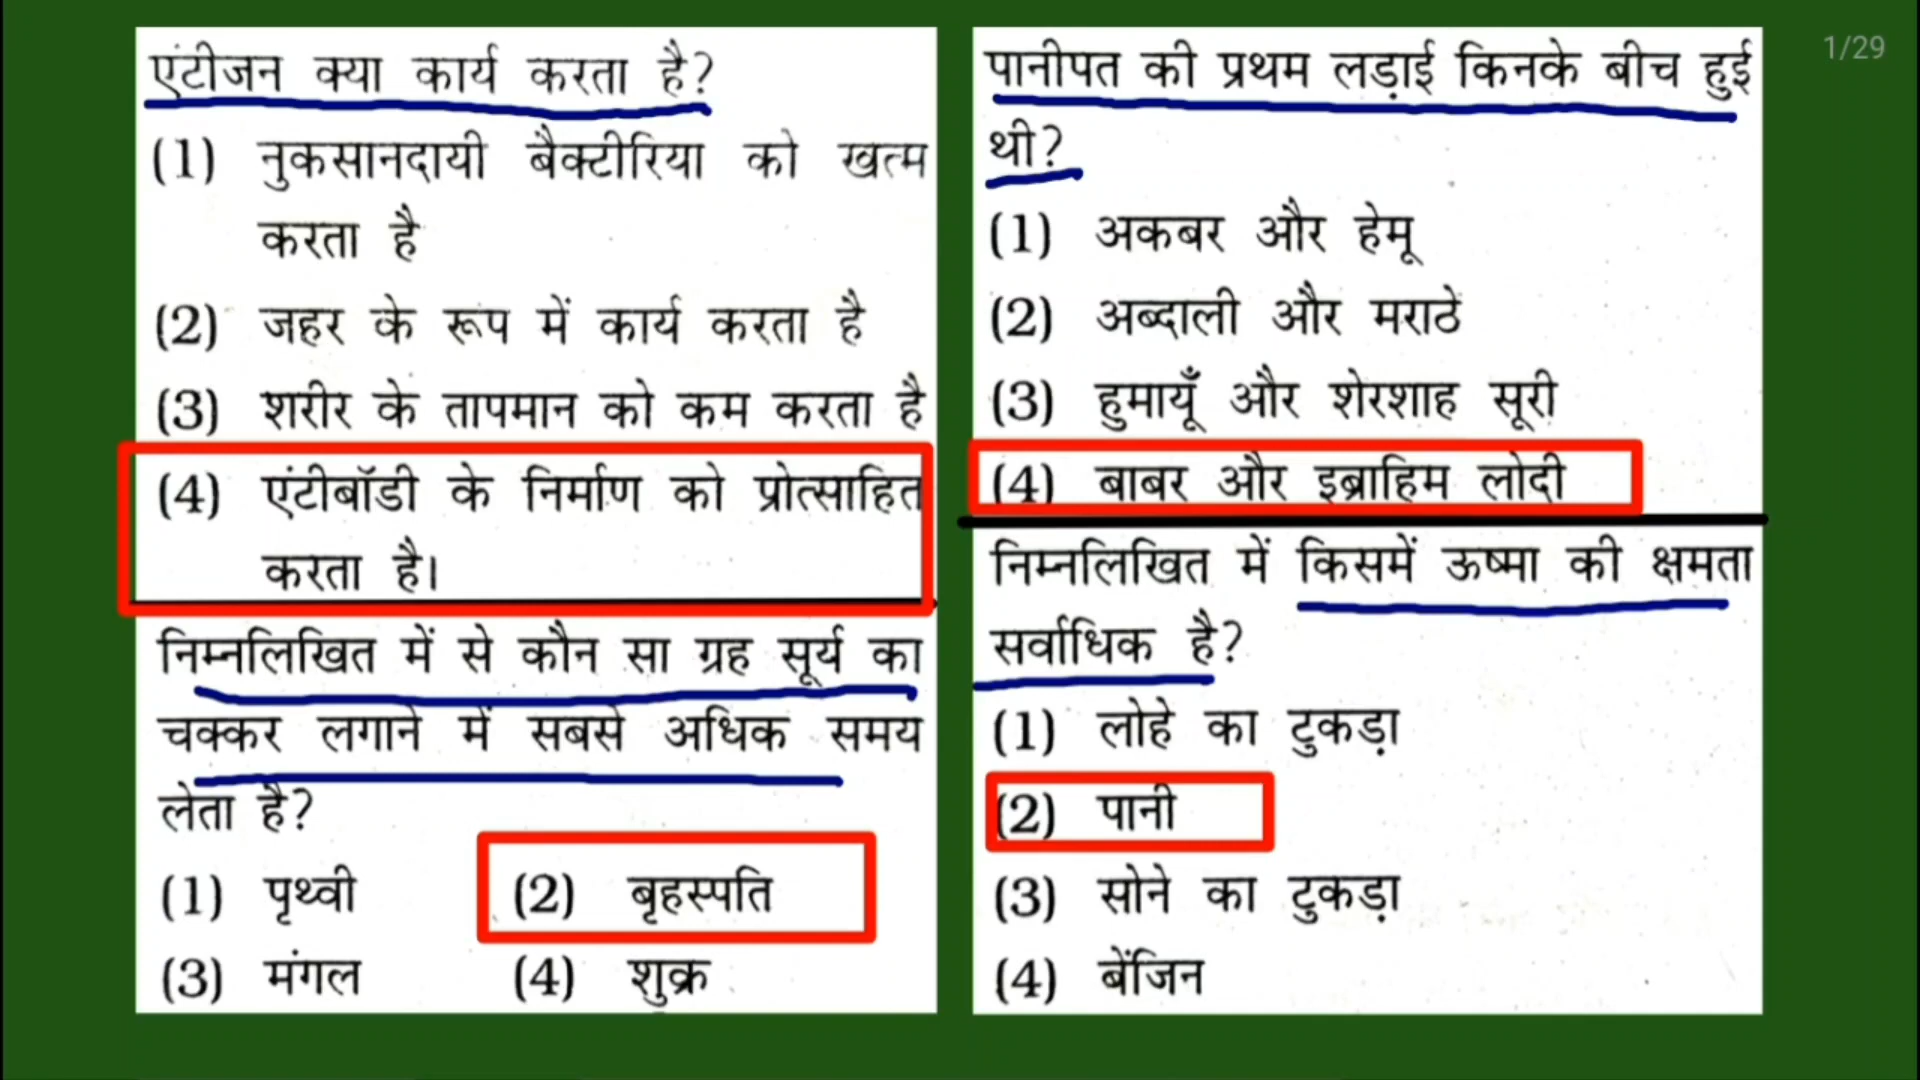 एंटीजन क्या कार्य करता है?
(1) नुकसानदायी बैक्टीरिया को खत्म
करता है
(2) जहर के रूप में कार्य करता है
(3) शरीर के तापमान को कम करता है
(4) एंटीबॉडी के निर्माण को प्रोत्साहित
करता है।
निम्नलिखित में से कौन सा ग्रह सूर्य का
चक्कर लगाने में सबसे अधिक समय
लेता है?
(1) पृथ्वी (2) बृहस्पति
(3) मंगल (4) शुक्र
पानीपत की प्रथम लड़ाई किनके बीच हुई
थी?
(1) अकबर और हेमू
(2) अब्दाली और मराठे
(3) हुमायूँ और शेरशाह सूरी
(4) बाबर और इब्राहिम लोदी
निम्नलिखित में किसमें ऊष्मा की क्षमता
सर्वाधिक है?
(1) लोहे का टुकड़ा
(2) पानी
(3) सोने का टुकड़ा
(4) बेंजिन
1/29